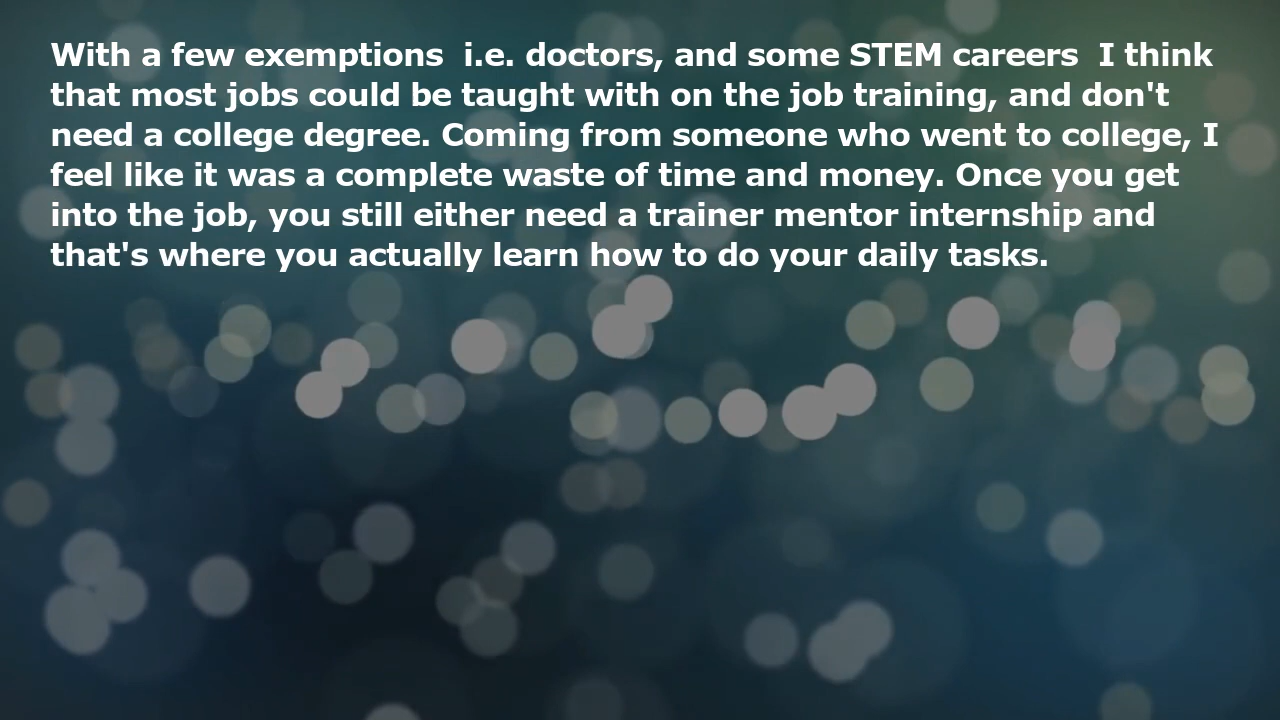 With a few exemptions  i.e. doctors, and some STEM careers  I think
that most jobs could be taught with on the job training, and don't
need a college degree. Coming from someone who went to college, I
feel like it was a complete waste of time and money. Once you get
into the job, you still either need a trainer mentor internship and
that's where you actually learn how to do your daily tasks.